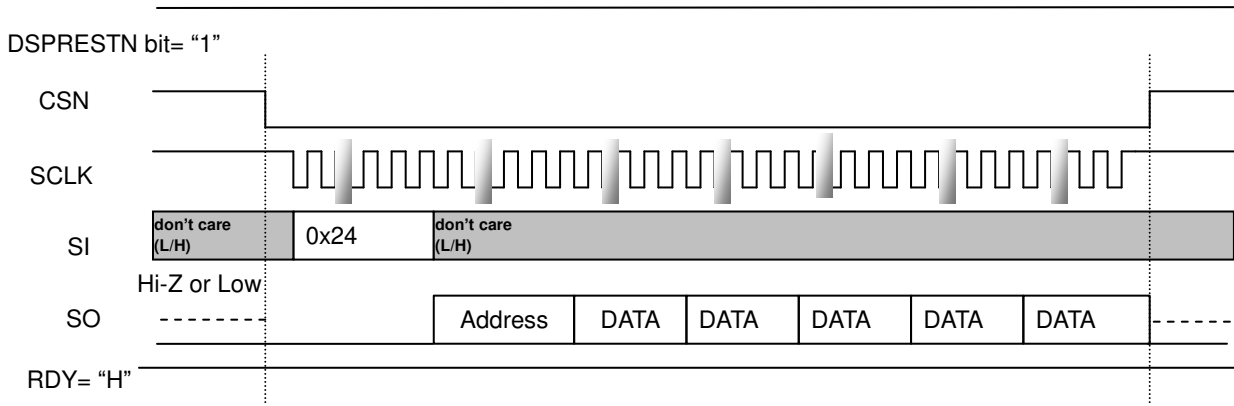 DSPRESTN bit= “1”
CSN
SCLK
don’t care
(L/H)
0x24
don’t care
(L/H)
SI
Hi-Z or Low
SO
Address
DATA
DATA
DATA
DATA
DATA
RDY= “H”